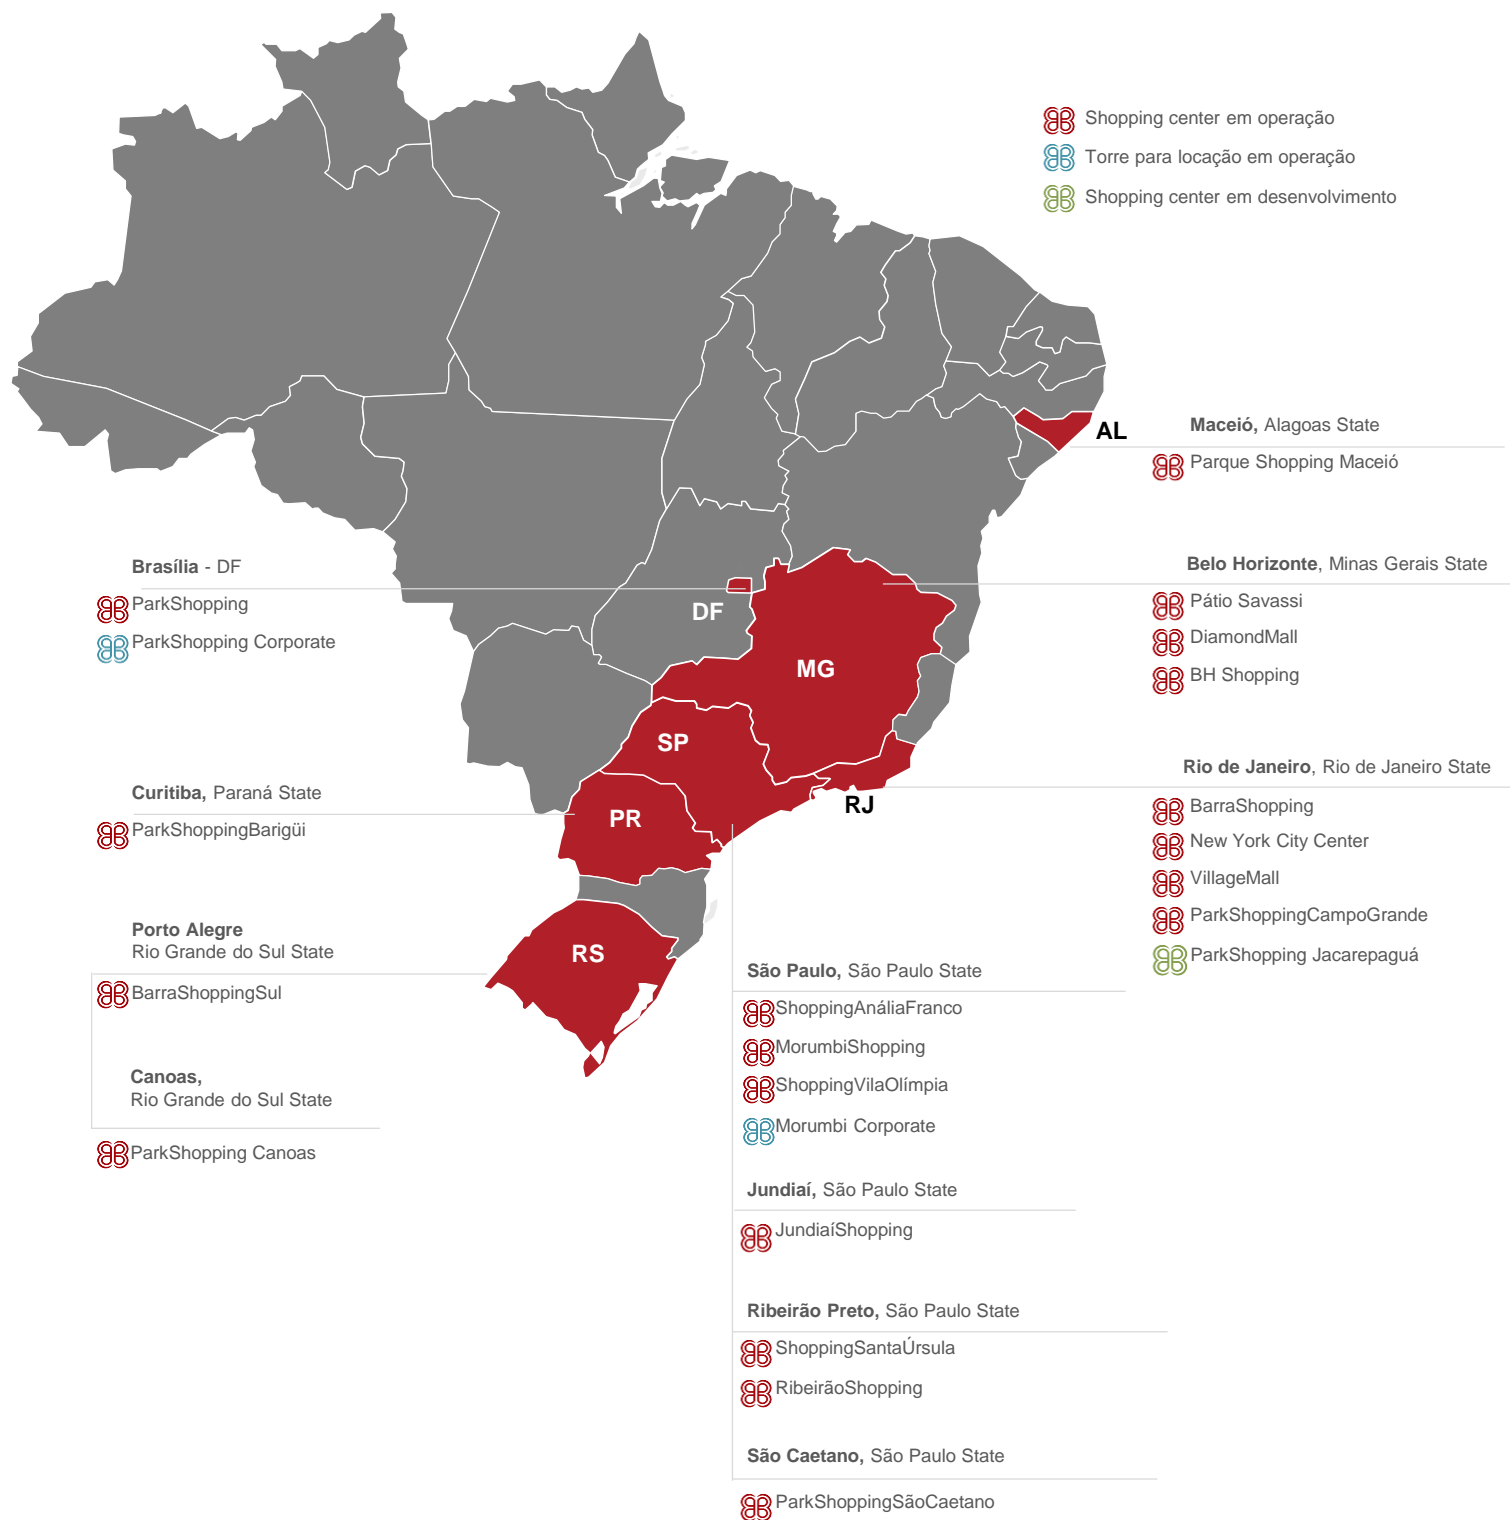 Shopping center em operação
Torre para locação em operação
Shopping center em desenvolvimento
AL
Maceió, Alagoas State
Parque Shopping Maceió
Brasília - DF
ParkShopping
ParkShopping Corporate
DF
MG
SP
PR
RJ
RS
Belo Horizonte, Minas Gerais State
Pátio Savassi
DiamondMall
BH Shopping
Rio de Janeiro, Rio de Janeiro State
BarraShopping
New York City Center
VillageMall
ParkShoppingCampoGrande
ParkShopping Jacarepaguá
Curitiba, Paraná State
ParkShoppingBarigüi
Porto Alegre
Rio Grande do Sul State
BarraShoppingSul
Canoas,
Rio Grande do Sul State
ParkShopping Canoas
São Paulo, São Paulo State
ShoppingAnáliaFranco
MorumbiShopping
ShoppingVilaOlímpia
Morumbi Corporate
Jundiaí, São Paulo State
JundiaíShopping
Ribeirão Preto, São Paulo State
ShoppingSantaÚrsula
RibeirãoShopping
São Caetano, São Paulo State
ParkShoppingSãoCaetano